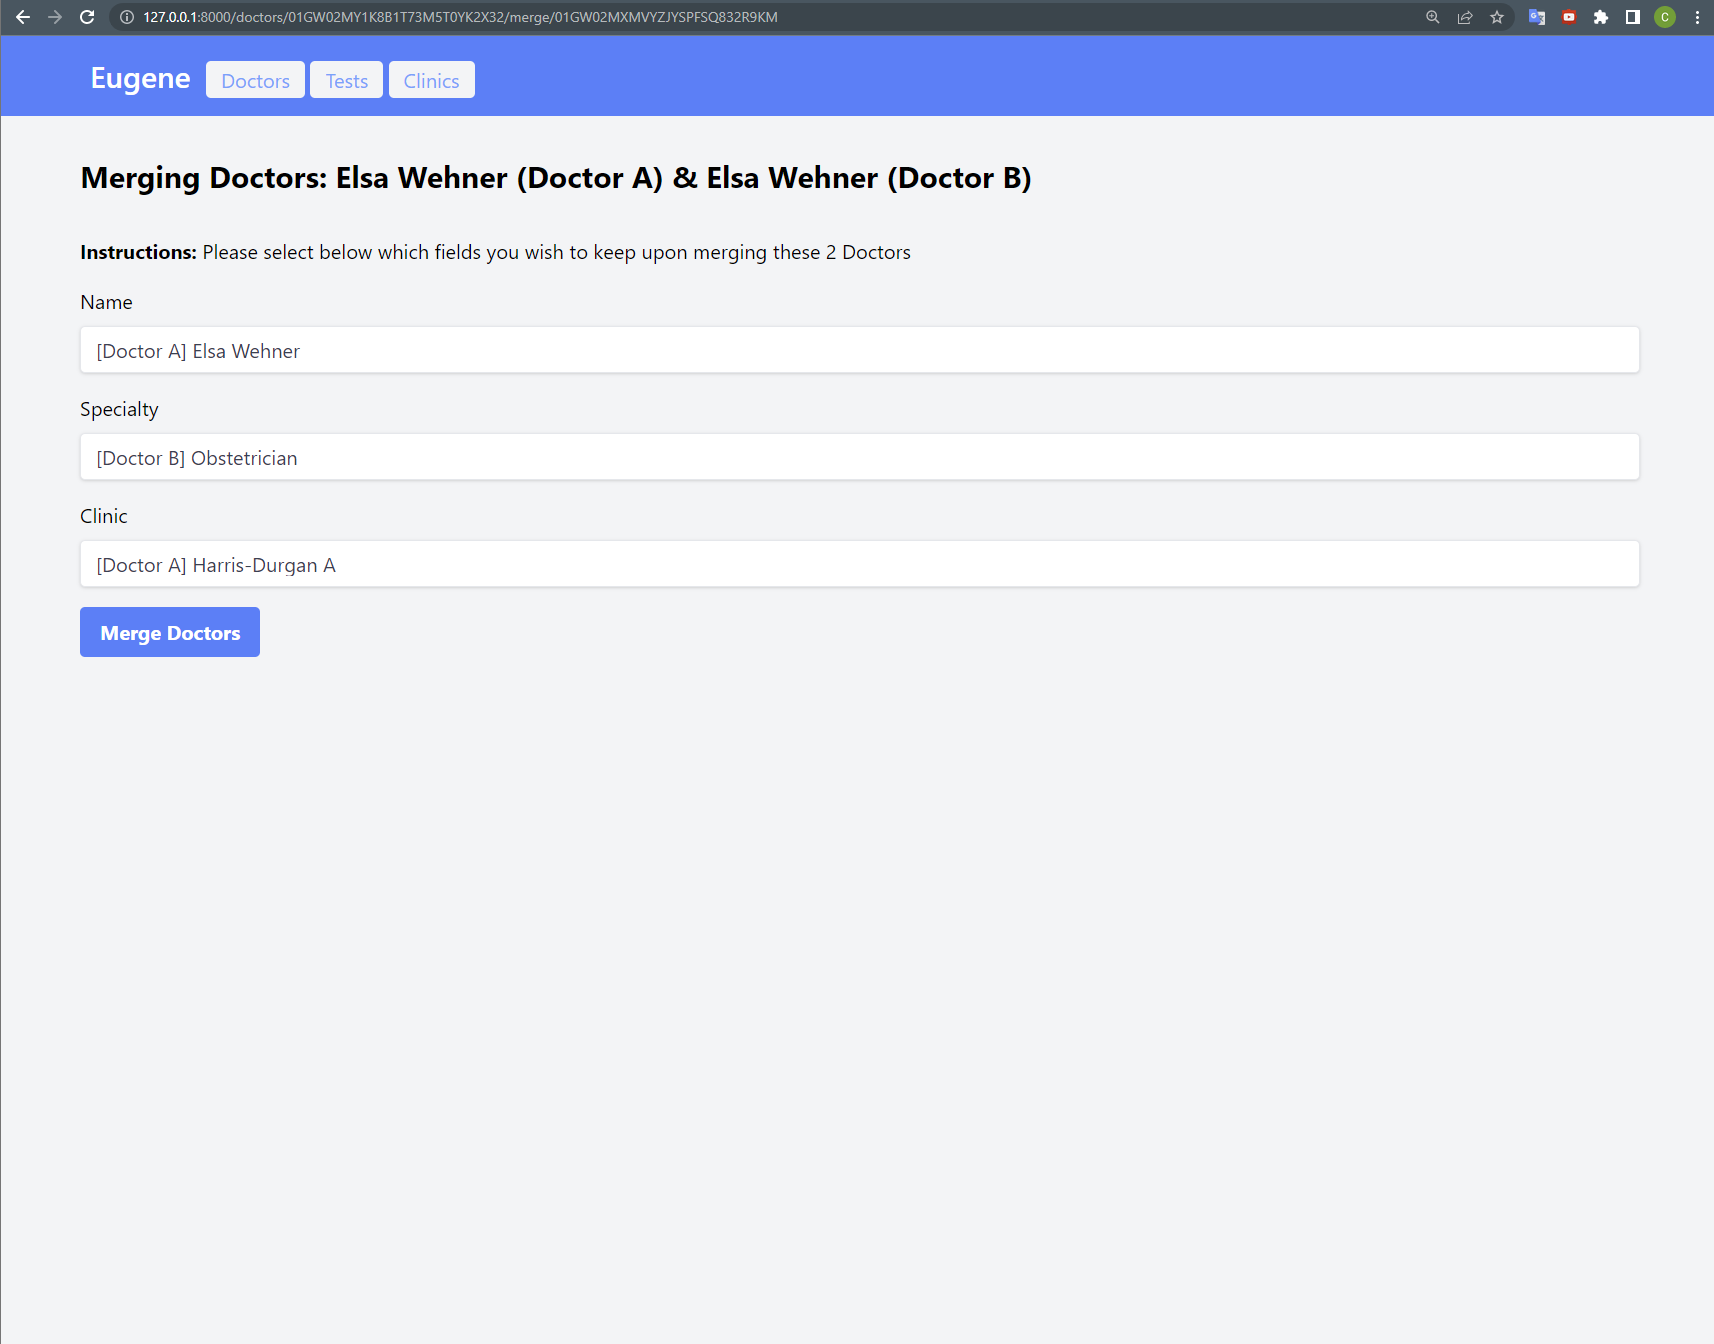 127.0.0.1:8000/doctors/01GW02MY1K8B1T73M5T0YK2X32/merge/01GW02MXMVYZJYSPFSQ832R9KM
C
Eugene Doctors Tests Clinics
Merging Doctors: Elsa Wehner (Doctor A) & Elsa Wehner (Doctor B)
Instructions: Please select below which fields you wish to keep upon merging these 2 Doctors
Name
[Doctor A] Elsa Wehner
Specialty
[Doctor B] Obstetrician
Clinic
[Doctor A] Harris-Durgan A
Merge Doctors